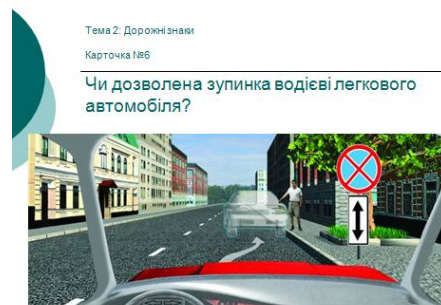 Тема 2: Дорожні знаки
Карточка №6
Чи дозволена зупинка водієві легкового
автомобіля?